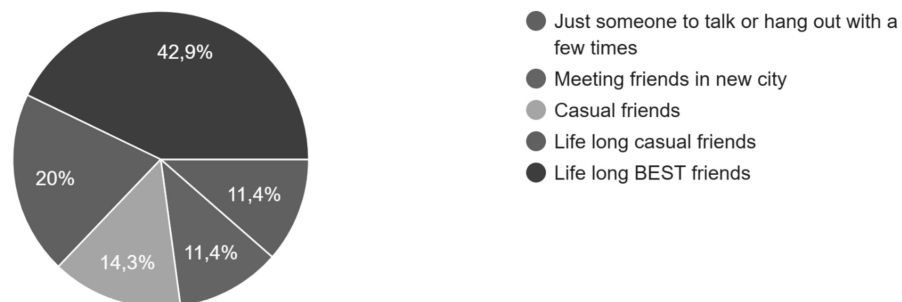 42,9%
20%
14,3%
11,4%
11,4%
Just someone to talk or hang out with a
few times
Meeting friends in new city
Casual friends
Life long casual friends
Life long BEST friends